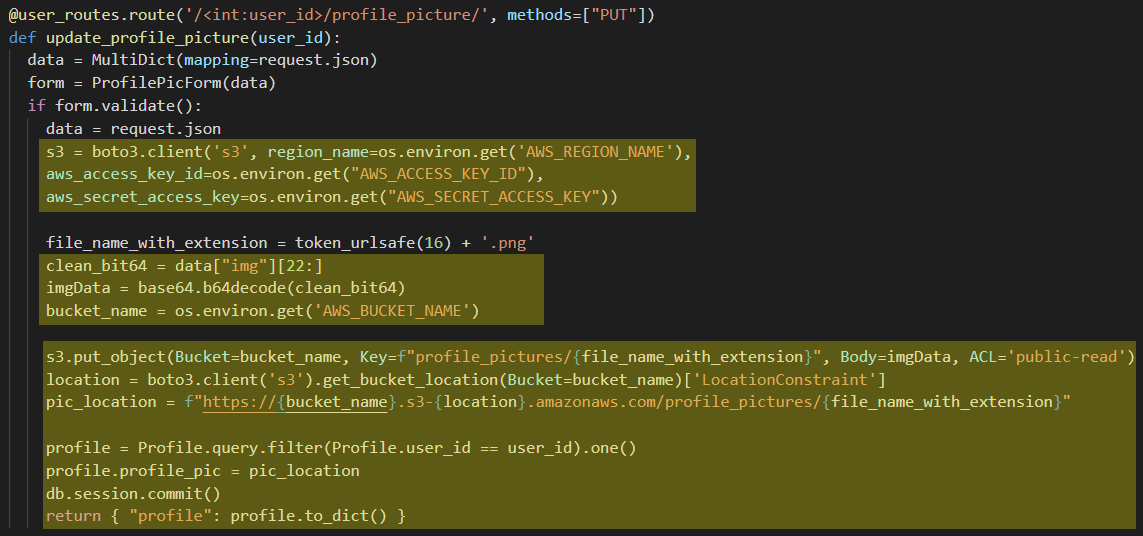 @user_routes.route('/<int:user_id>/profile_picture/', methods=["PUT"])
def update_profile_picture(user_id):
  data = MultiDict(mapping=request.json)
  form = ProfilePicForm(data)
  if form.validate():
    data = request.json
    s3 = boto3.client('s3', region_name=os.environ.get('AWS_REGION_NAME'),
    aws_access_key_id=os.environ.get("AWS_ACCESS_KEY_ID"),
    aws_secret_access_key=os.environ.get("AWS_SECRET_ACCESS_KEY"))

    file_name_with_extension = token_urlsafe(16) + '.png'
    clean_bit64 = data["img"][22:]
    imgData = base64.b64decode(clean_bit64)
    bucket_name = os.environ.get('AWS_BUCKET_NAME')

    s3.put_object(Bucket=bucket_name, Key=f"profile_pictures/{file_name_with_extension}", Body=imgData, ACL='public-read')
    location = boto3.client('s3').get_bucket_location(Bucket=bucket_name)['LocationConstraint']
    pic_location = f"https://{bucket_name}.s3-{location}.amazonaws.com/profile_pictures/{file_name_with_extension}"

    profile = Profile.query.filter(Profile.user_id == user_id).one()
    profile.profile_pic = pic_location
    db.session.commit()
    return { "profile": profile.to_dict() }